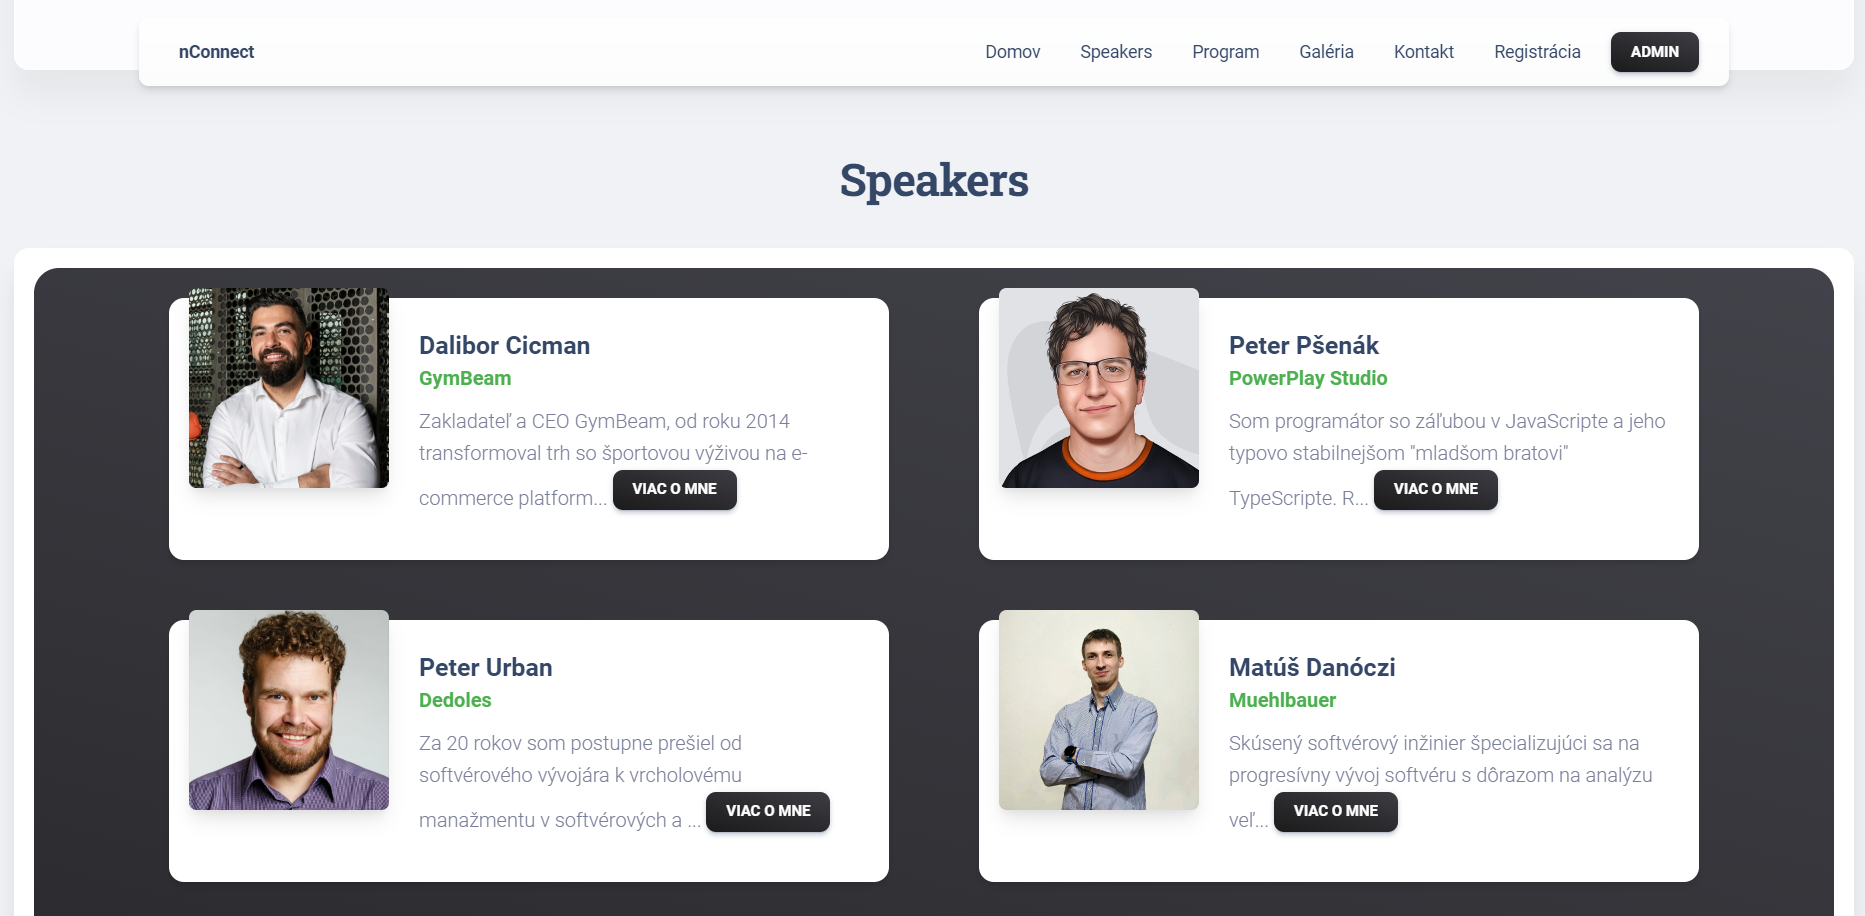 nConnect
Domov
Speakers
Program
Galéria
Kontakt
Registrácia
ADMIN
Speakers
Dalibor Cicman
GymBeam
Zakladateľ a CEO GymBeam, od roku 2014
transformoval trh so športovou výživou na e-
commerce platform... VIAC O MNE
Peter Pšenák
PowerPlay Studio
Som programátor so záľubou v JavaScripte a jeho
typovo stabilnejšom "mladšom bratovi"
TypeScripte. R... VIAC O MNE
Peter Urban
Dedoles
Za 20 rokov som postupne prešiel od
softvérového vývojára k vrcholovému
manažmentu v softvérových a ... VIAC O MNE
Matúš Danóczi
Muehlbauer
Skúsený softvérový inžinier špecializujúci sa na
progresívny vývoj softvéru s dôrazom na analýzu
veľ... VIAC O MNE